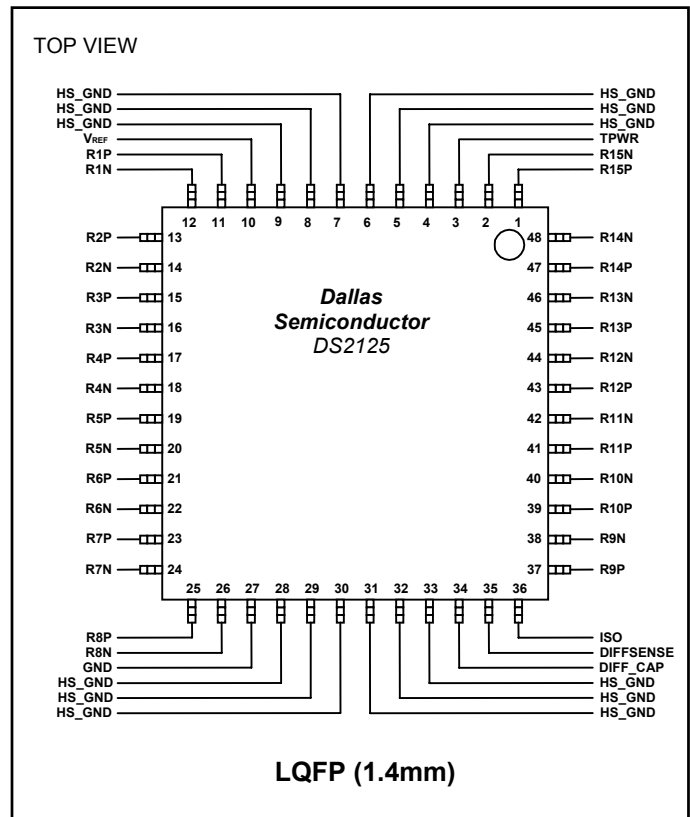 TOP VIEW
HS_GND
HS_GND
HS_GND
VREF
R1P
R1N
HS_GND
HS_GND
HS_GND
TPWR
R15N
R15P
12 11 10 9 8 7 6 5 4 3 2 1
R2P 13
R2N 14
R3P 15
R3N 16
R4P 17
R4N 18
R5P 19
R5N 20
R6P 21
R6N 22
R7P 23
R7N 24
Dallas
Semiconductor
DS2125
48 R14N
47 R14P
46 R13N
45 R13P
44 R12N
43 R12P
42 R11N
41 R11P
40 R10N
39 R10P
38 R9N
37 R9P
25 26 27 28 29 30 31 32 33 34 35 36
R8P
R8N
GND
HS_GND
HS_GND
HS_GND
ISO
DIFFSENSE
DIFF_CAP
HS_GND
HS_GND
HS_GND
LQFP (1.4mm)